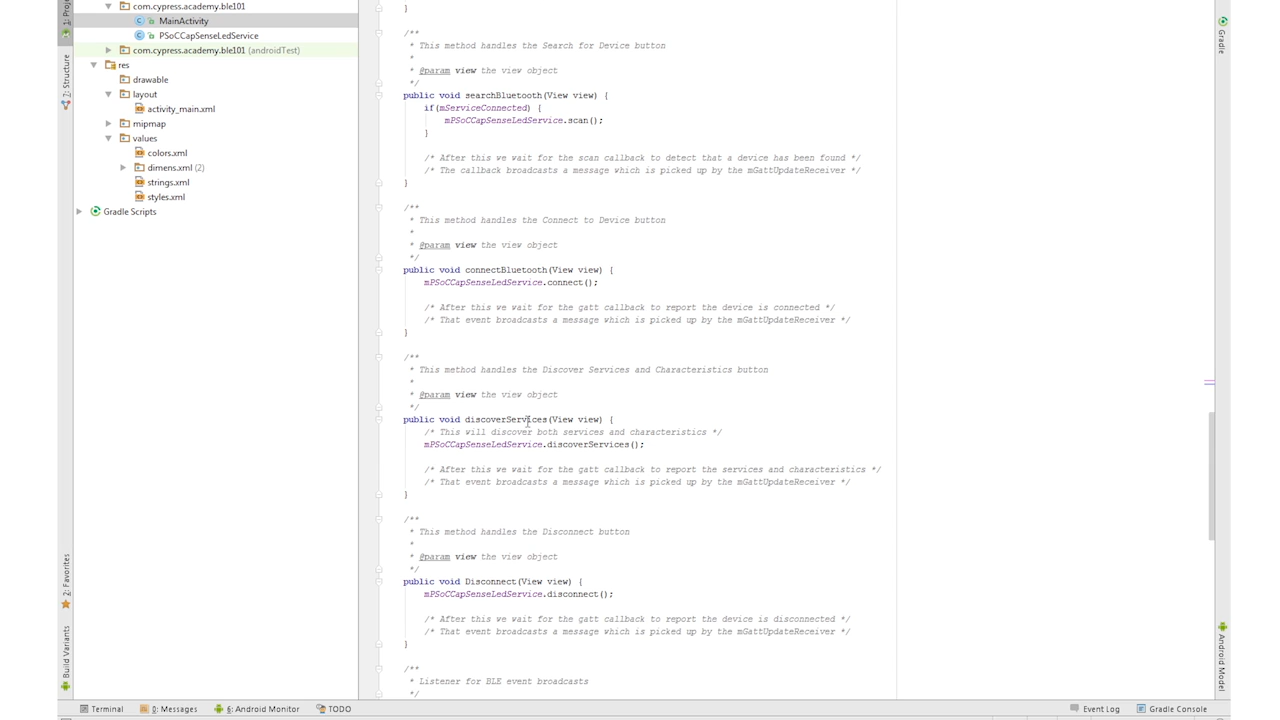 1: Proje
com.cypress.academy.ble101
MainActivity
PSoCCapSenseLedService
com.cypress.academy.ble101 (androidTest)
res
drawable
layout
activity_main.xml
mipmap
values
colors.xml
dimens.xml (2)
strings.xml
styles.xml
Gradle Scripts
7: Structure
2: Favorites
Build Variants
}
/**
* This method handles the Search for Device button
*
* @param view the view object
*/
public void searchBluetooth(View view) {
if(mServiceConnected) {
mPSoCCapSenseLedService.scan();
}
/* After this we wait for the scan callback to detect that a device has been found */
/* The callback broadcasts a message which is picked up by the mGattUpdateReceiver */
}
/**
* This method handles the Connect to Device button
*
* @param view the view object
*/
public void connectBluetooth(View view) {
mPSoCCapSenseLedService.connect();
/* After this we wait for the gatt callback to report the device is connected */
/* That event broadcasts a message which is picked up by the mGattUpdateReceiver */
}
/**
* This method handles the Discover Services and Characteristics button
*
* @param view the view object
*/
public void discoverServices(View view) {
/* This will discover both services and characteristics */
mPSoCCapSenseLedService.discoverServices();
/* After this we wait for the gatt callback to report the services and characteristics */
/* That event broadcasts a message which is picked up by the mGattUpdateReceiver */
}
/**
* This method handles the Disconnect button
*
* @param view the view object
*/
public void Disconnect(View view) {
mPSoCCapSenseLedService.disconnect();
/* After this we wait for the gatt callback to report the device is disconnected */
/* That event broadcasts a message which is picked up by the mGattUpdateReceiver */
}
/**
* Listener for BLE event broadcasts
*/
Gradle
Android Model
Terminal
0: Messages
6: Android Monitor
TODO
Event Log
Gradle Console